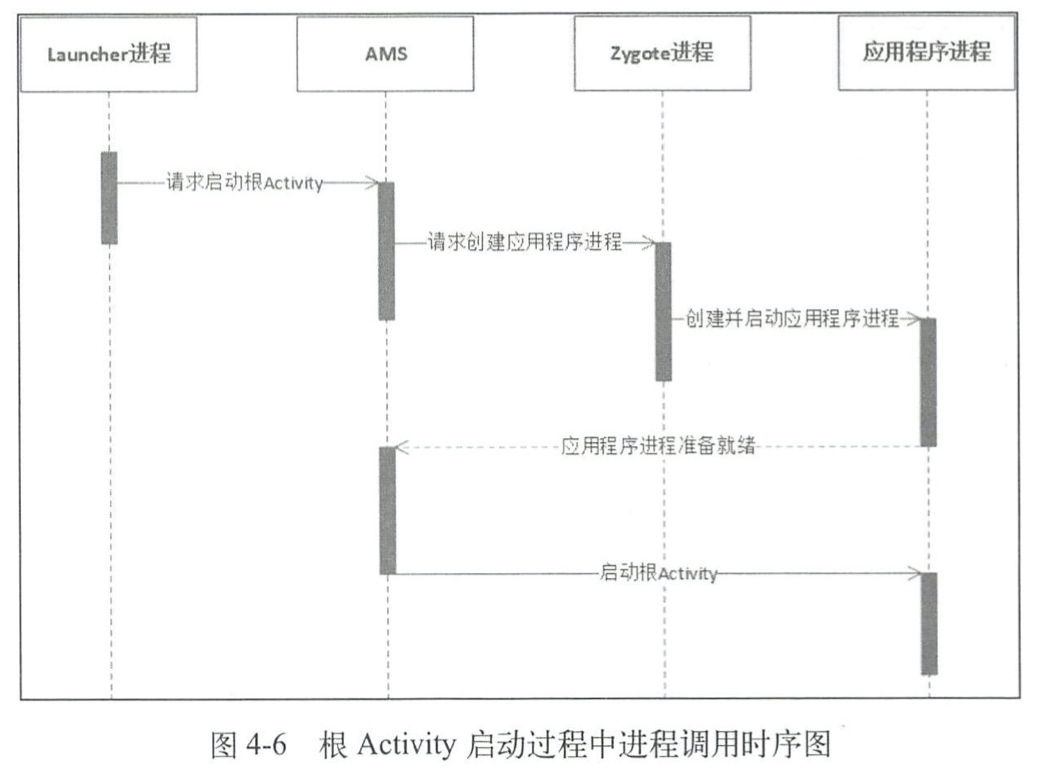 Launcher进程
AMS
Zygote进程
应用程序进程
请求启动根Activity
请求创建应用程序进程
创建并启动应用程序进程
应用程序进程准备就绪
启动根Activity
图 4-6 根 Activity 启动过程中进程调用时序图